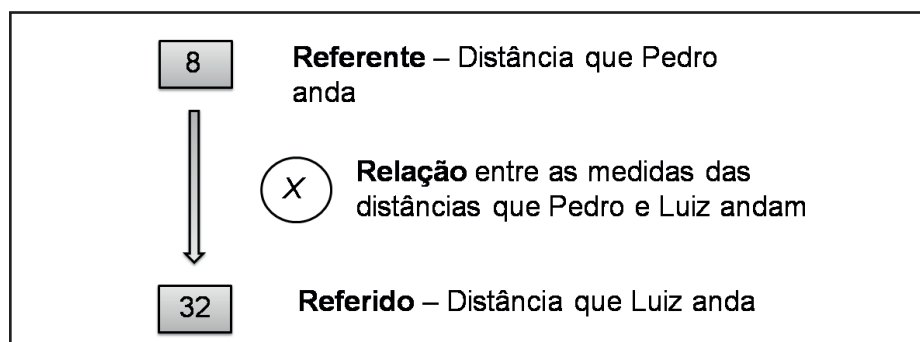 8
Referente – Distância que Pedro
anda
X
Relação entre as medidas das
distâncias que Pedro e Luiz andam
32
Referido – Distância que Luiz anda